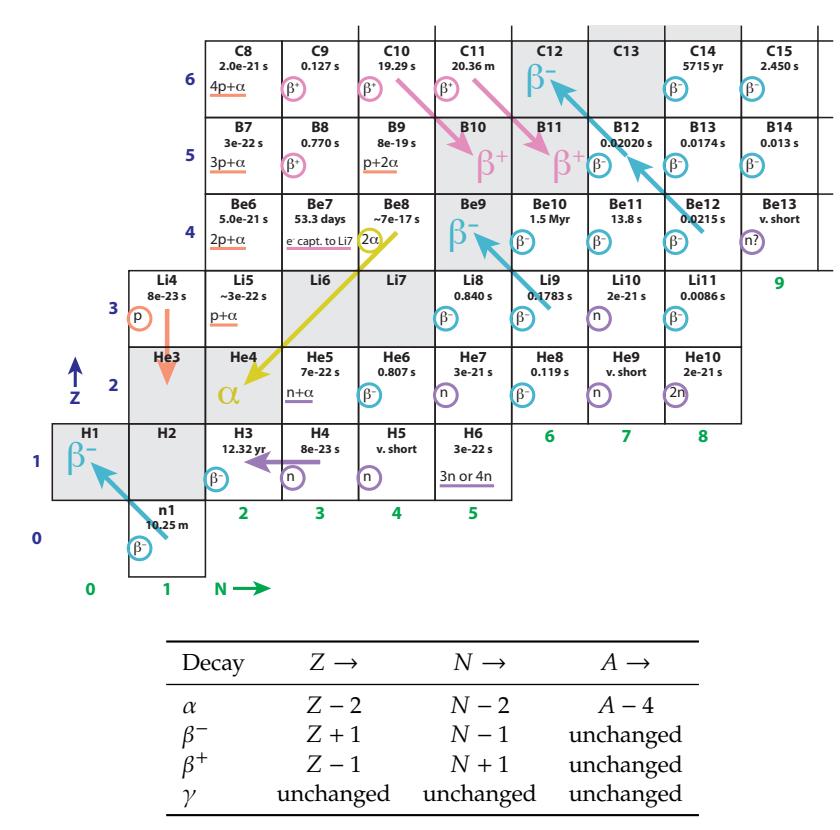 C8 C9 C10 C11 C12 C13 C14 C15
2.0e-21 s 0.127 s 19.29 s 20.36 m 5715 yr 2.450 s
6 4p+α β⁺ β⁺ β⁺ β⁻ β⁻ β⁻
B7 B8 B9 B10 B11 B12 B13 B14
3e-22 s 0.770 s 8e-19 s 0.02020 s 0.0174 s 0.013 s
5 3p+α β⁺ p+2α β⁺ β⁺ β⁻ β⁻ β⁻
Be6 Be7 Be8 Be9 Be10 Be11 Be12 Be13
5.0e-21 s 53.3 days ~7e-17 s 1.5 Myr 13.8 s 0.0215 s v. short
4 2p+α e⁻ capt. to Li7 2α β⁻ β⁻ β⁻ β⁻ n?
Li4 Li5 Li6 Li7 Li8 Li9 Li10 Li11 9
8e-23 s ~3e-22 s 0.840 s 0.1783 s 2e-21 s 0.0086 s
3 p p+α β⁻ β⁻ n β⁻
He3 He4 He5 He6 He7 He8 He9 He10
7e-22 s 0.807 s 3e-21 s 0.119 s v. short 2e-21 s
Z 2 α n+α β⁻ n β⁻ n 2n
H1 H2 H3 H4 H5 H6 6 7 8
12.32 yr 8e-23 s v. short 3e-22 s
1 β⁻ β⁻ n n 3n or 4n
n1 2 3 4 5
10.25 m
0 β⁻
0 1 N
Decay Z → N → A →
α Z − 2 N − 2 A − 4
β⁻ Z + 1 N − 1 unchanged
β⁺ Z − 1 N + 1 unchanged
γ unchanged unchanged unchanged